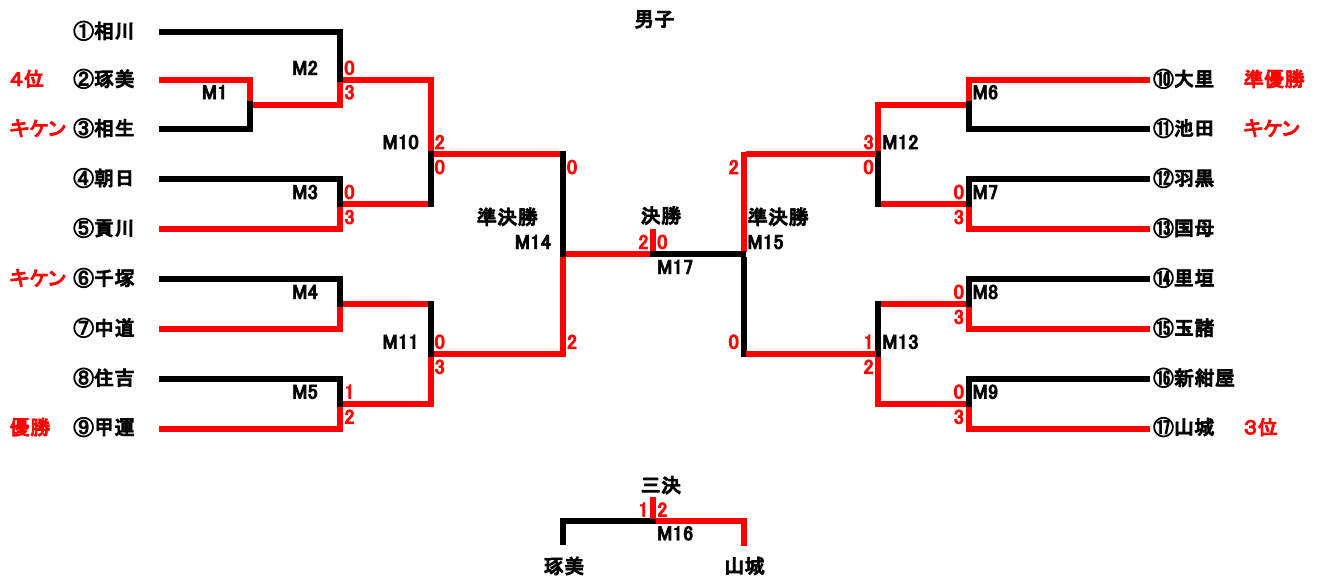 男子
①相川
M2
0
3
4位 ②琢美
M1
キケン ③相生
M10
2
0
④朝日
M3
0
3
⑤貢川
キケン ⑥千塚
M4
⑦中道
M11
0
3
⑧住吉
M5
1
2
優勝 ⑨甲運
準決勝
M14
0
2
決勝
2 0
M17
準決勝
M15
2
0
⑩大里 準優勝
M6
⑪池田 キケン
M12
3
0
⑫羽黒
M7
0
3
⑬国母
⑭里垣
M8
0
3
⑮玉諸
M13
1
2
⑯新紺屋
M9
0
3
⑰山城 3位
三決
1 2
M16
琢美 山城